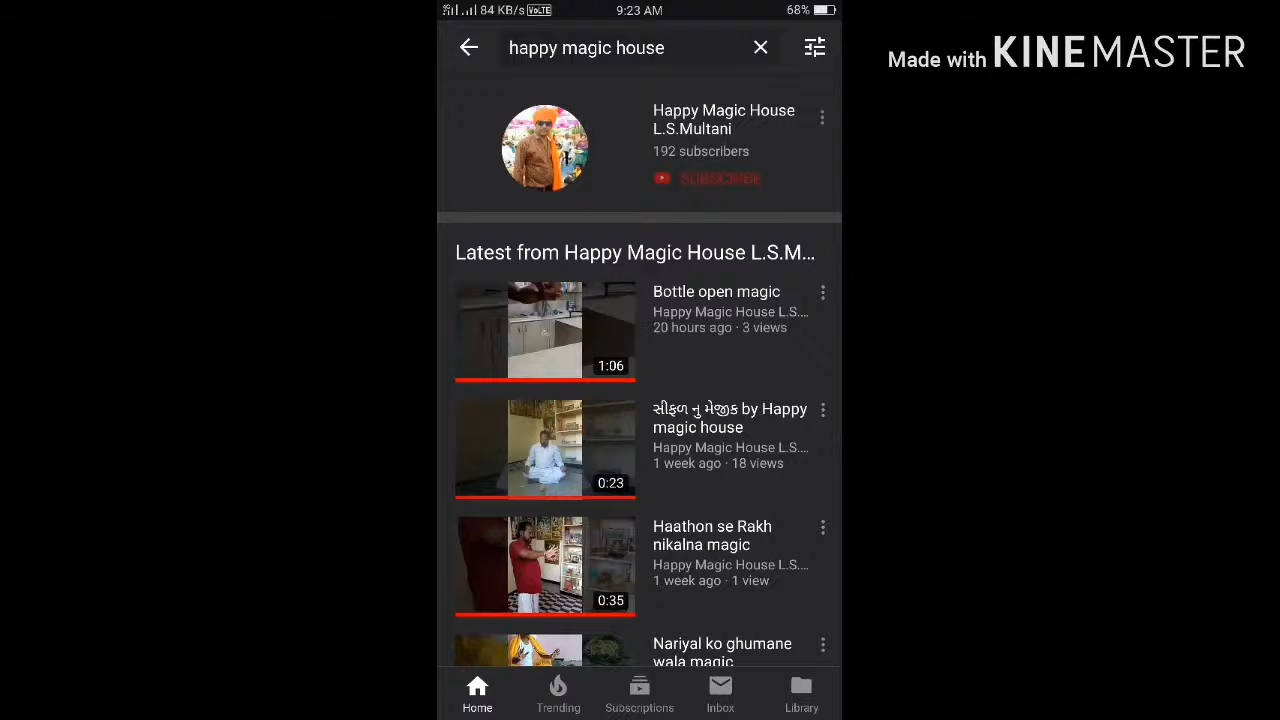 84 KB/s VoLTE 9:23 AM 68%
Made with KINEMASTER
happy magic house
Happy Magic House
L.S.Multani
192 subscribers
SUBSCRIBE
Latest from Happy Magic House L.S.M...
Bottle open magic
Happy Magic House L.S....
20 hours ago · 3 views
1:06
સીફળ નુ મેજીક by Happy
magic house
Happy Magic House L.S....
1 week ago · 18 views
0:23
Haathon se Rakh
nikalna magic
Happy Magic House L.S....
1 week ago · 1 view
0:35
Nariyal ko ghumane
wala magic
Home Trending Subscriptions Inbox Library